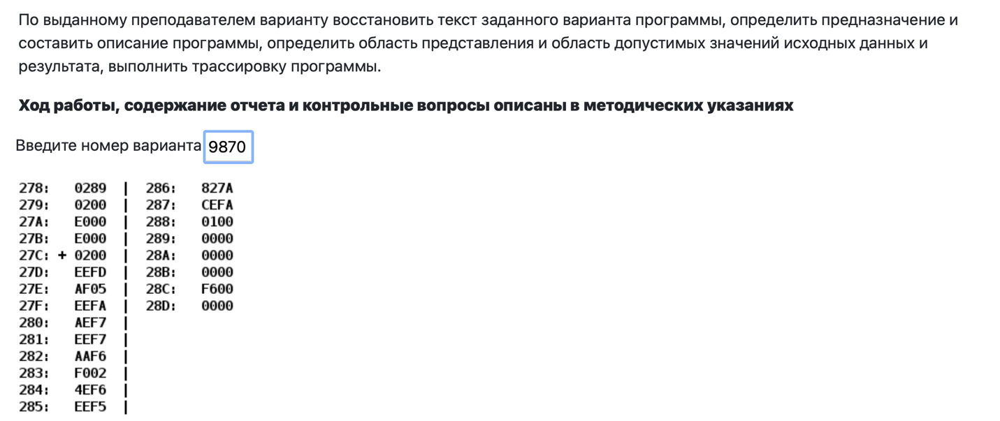 По выданному преподавателем варианту восстановить текст заданного варианта программы, определить предназначение и
составить описание программы, определить область представления и область допустимых значений исходных данных и
результата, выполнить трассировку программы.
Ход работы, содержание отчета и контрольные вопросы описаны в методических указаниях
Введите номер варианта 9870
278: 0289 | 286: 827A
279: 0200 | 287: CEFA
27A: E000 | 288: 0100
27B: E000 | 289: 0000
27C: + 0200 | 28A: 0000
27D: EEFD | 28B: 0000
27E: AF05 | 28C: F600
27F: EEFA | 28D: 0000
280: AEF7 |
281: EEF7 |
282: AAF6 |
283: F002 |
284: 4EF6 |
285: EEF5 |